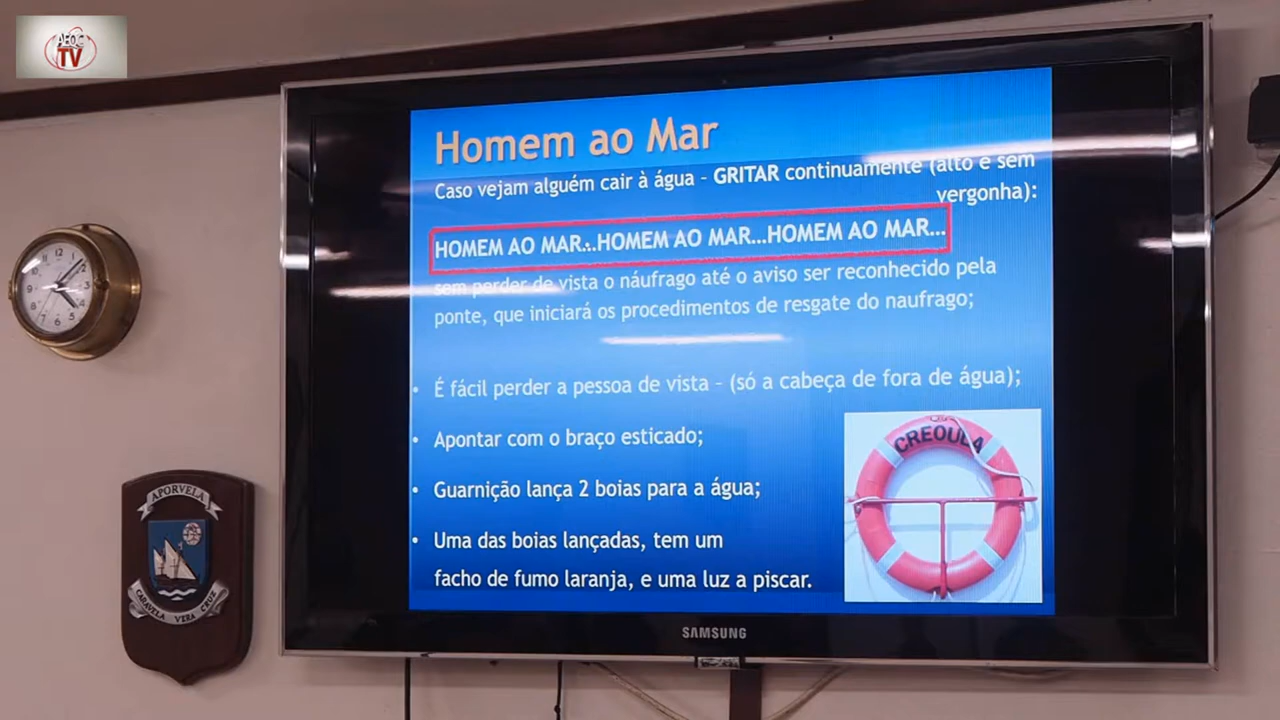 AEQC
TV
Homem ao Mar
Caso vejam alguém cair à água - GRITAR continuamente (alto e sem
vergonha):
HOMEM AO MAR...HOMEM AO MAR...HOMEM AO MAR...
sem perder de vista o náufrago até o aviso ser reconhecido pela
ponte, que iniciará os procedimentos de resgate do naufrago;
• É fácil perder a pessoa de vista - (só a cabeça de fora de água);
• Apontar com o braço esticado;
• Guarnição lança 2 boias para a água;
• Uma das boias lançadas, tem um
facho de fumo laranja, e uma luz a piscar.
CREOULA
SAMSUNG
APORVELA
CARAVELA VERA CRUZ